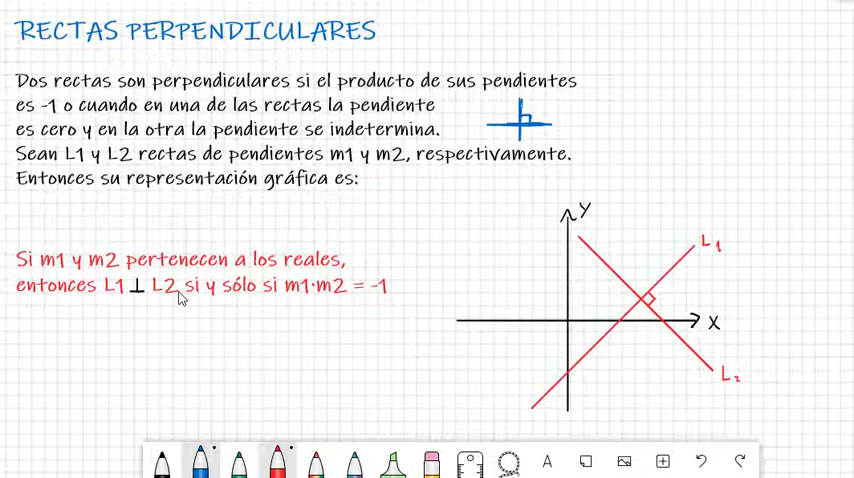 RECTAS PERPENDICULARES
Dos rectas son perpendiculares si el producto de sus pendientes
es -1 o cuando en una de las rectas la pendiente
es cero y en la otra la pendiente se indetermina.
Sean L1 y L2 rectas de pendientes m1 y m2, respectivamente.
Entonces su representación gráfica es:
Si m1 y m2 pertenecen a los reales,
entonces L1 ⊥ L2 si y sólo si m1·m2 = -1
Y
L1
X
L2
A